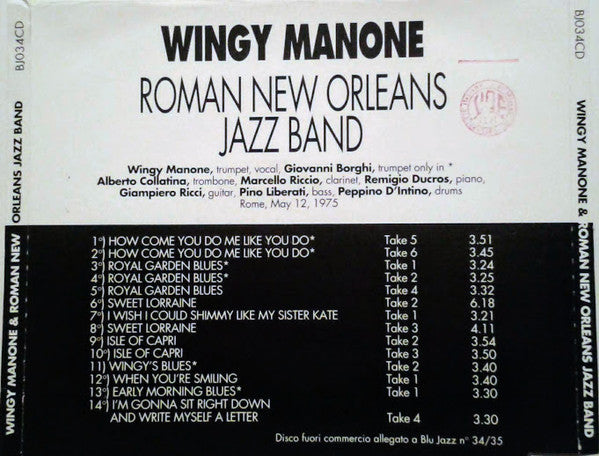 BJ034CD
WINGY MANONE & ROMAN NEW ORLEANS JAZZ BAND
WINGY MANONE
ROMAN NEW ORLEANS
JAZZ BAND
Wingy Manone, trumpet, vocal, Giovanni Borghi, trumpet only in *
Alberto Collatina, trombone, Marcello Riccio, clarinet, Remigio Ducros, piano,
Giampiero Ricci, guitar, Pino Liberati, bass, Peppino D'Intino, drums
Rome, May 12, 1975
1°) HOW COME YOU DO ME LIKE YOU DO* Take 5 3.51
2°) HOW COME YOU DO ME LIKE YOU DO* Take 6 3.45
3°) ROYAL GARDEN BLUES* Take 1 3.24
4°) ROYAL GARDEN BLUES* Take 2 3.25
5°) ROYAL GARDEN BLUES Take 4 3.32
6°) SWEET LORRAINE Take 2 6.18
7°) I WISH I COULD SHIMMY LIKE MY SISTER KATE Take 1 3.21
8°) SWEET LORRAINE Take 3 4.11
9°) ISLE OF CAPRI Take 2 3.54
10°) ISLE OF CAPRI Take 3 3.50
11) WINGY'S BLUES* Take 2 3.40
12°) WHEN YOU'RE SMILING Take 1 3.40
13°) EARLY MORNING BLUES* Take 1 3.30
14°) I'M GONNA SIT RIGHT DOWN
AND WRITE MYSELF A LETTER Take 4 3.30
Disco fuori commercio allegato a Blu Jazz n° 34/35
BJ034CD
WINGY MANONE & ROMAN NEW ORLEANS JAZZ BAND